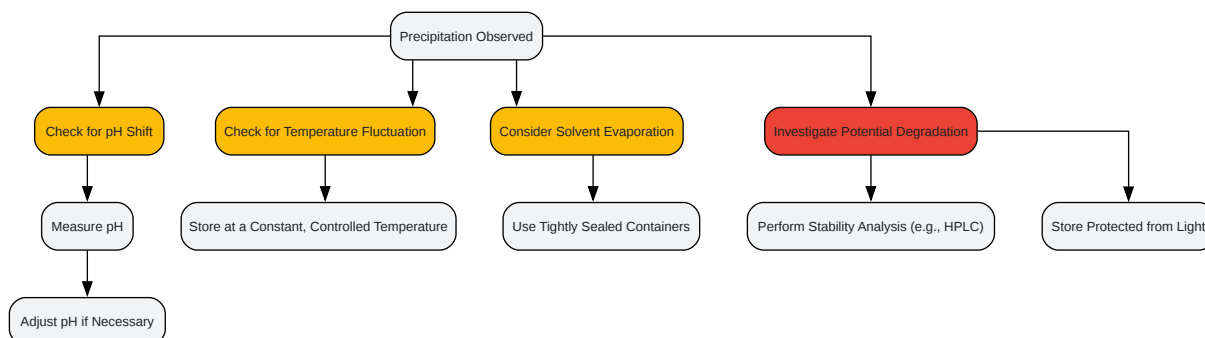 Precipitation Observed
Check for pH Shift
Check for Temperature Fluctuation
Consider Solvent Evaporation
Investigate Potential Degradation
Measure pH
Store at a Constant, Controlled Temperature
Use Tightly Sealed Containers
Perform Stability Analysis (e.g., HPLC)
Store Protected from Light
Adjust pH if Necessary